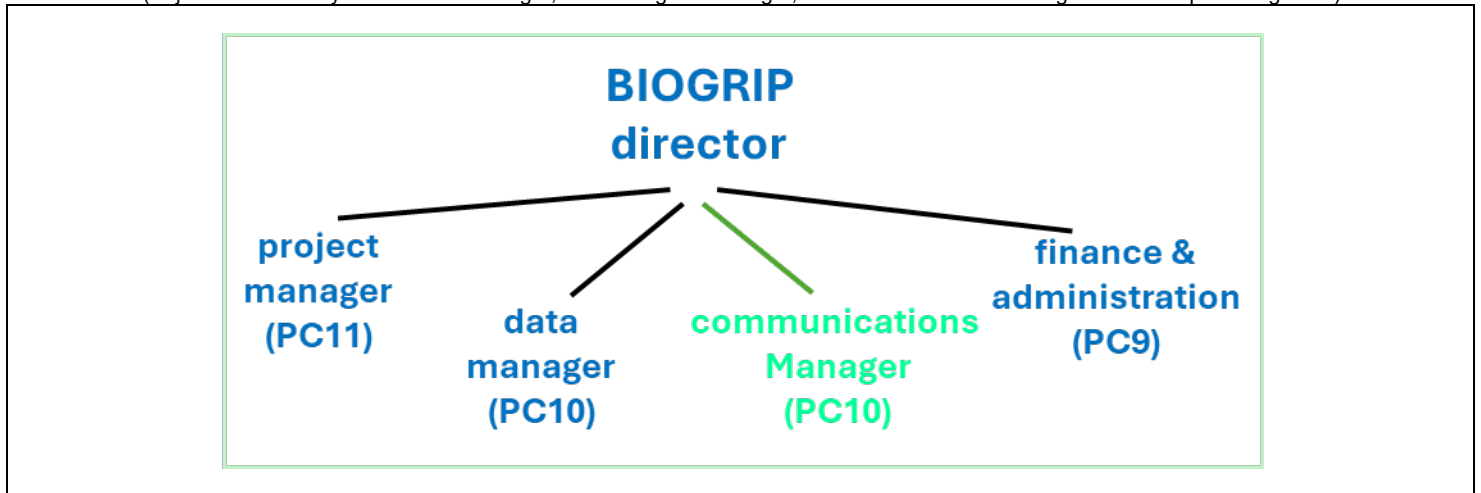 BIOGRIP
director
project
manager
(PC11)
data
manager
(PC10)
communications
Manager
(PC10)
finance &
administration
(PC9)